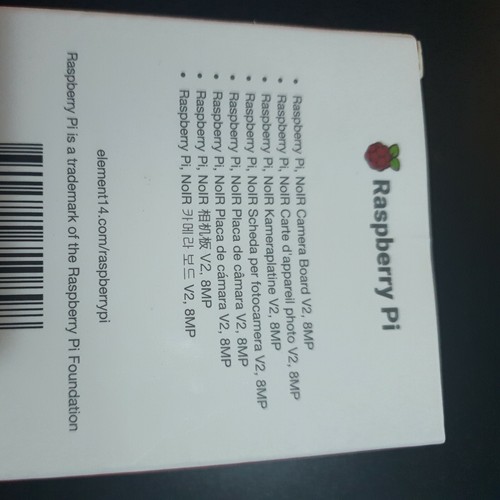 Raspberry Pi
• Raspberry Pi, NoIR Camera Board V2, 8MP
• Raspberry Pi, NoIR Carte d'appareil photo V2, 8MP
• Raspberry Pi, NoIR Kameraplatine V2, 8MP
• Raspberry Pi, NoIR Scheda per fotocamera V2, 8MP
• Raspberry Pi, NoIR Placa de câmara V2, 8MP
• Raspberry Pi, NoIR Placa de cámara V2, 8MP
• Raspberry Pi, NoIR 相机板 V2, 8MP
• Raspberry Pi, NoIR 카메라 보드 V2, 8MP
element14.com/raspberrypi
Raspberry Pi is a trademark of the Raspberry Pi Foundation